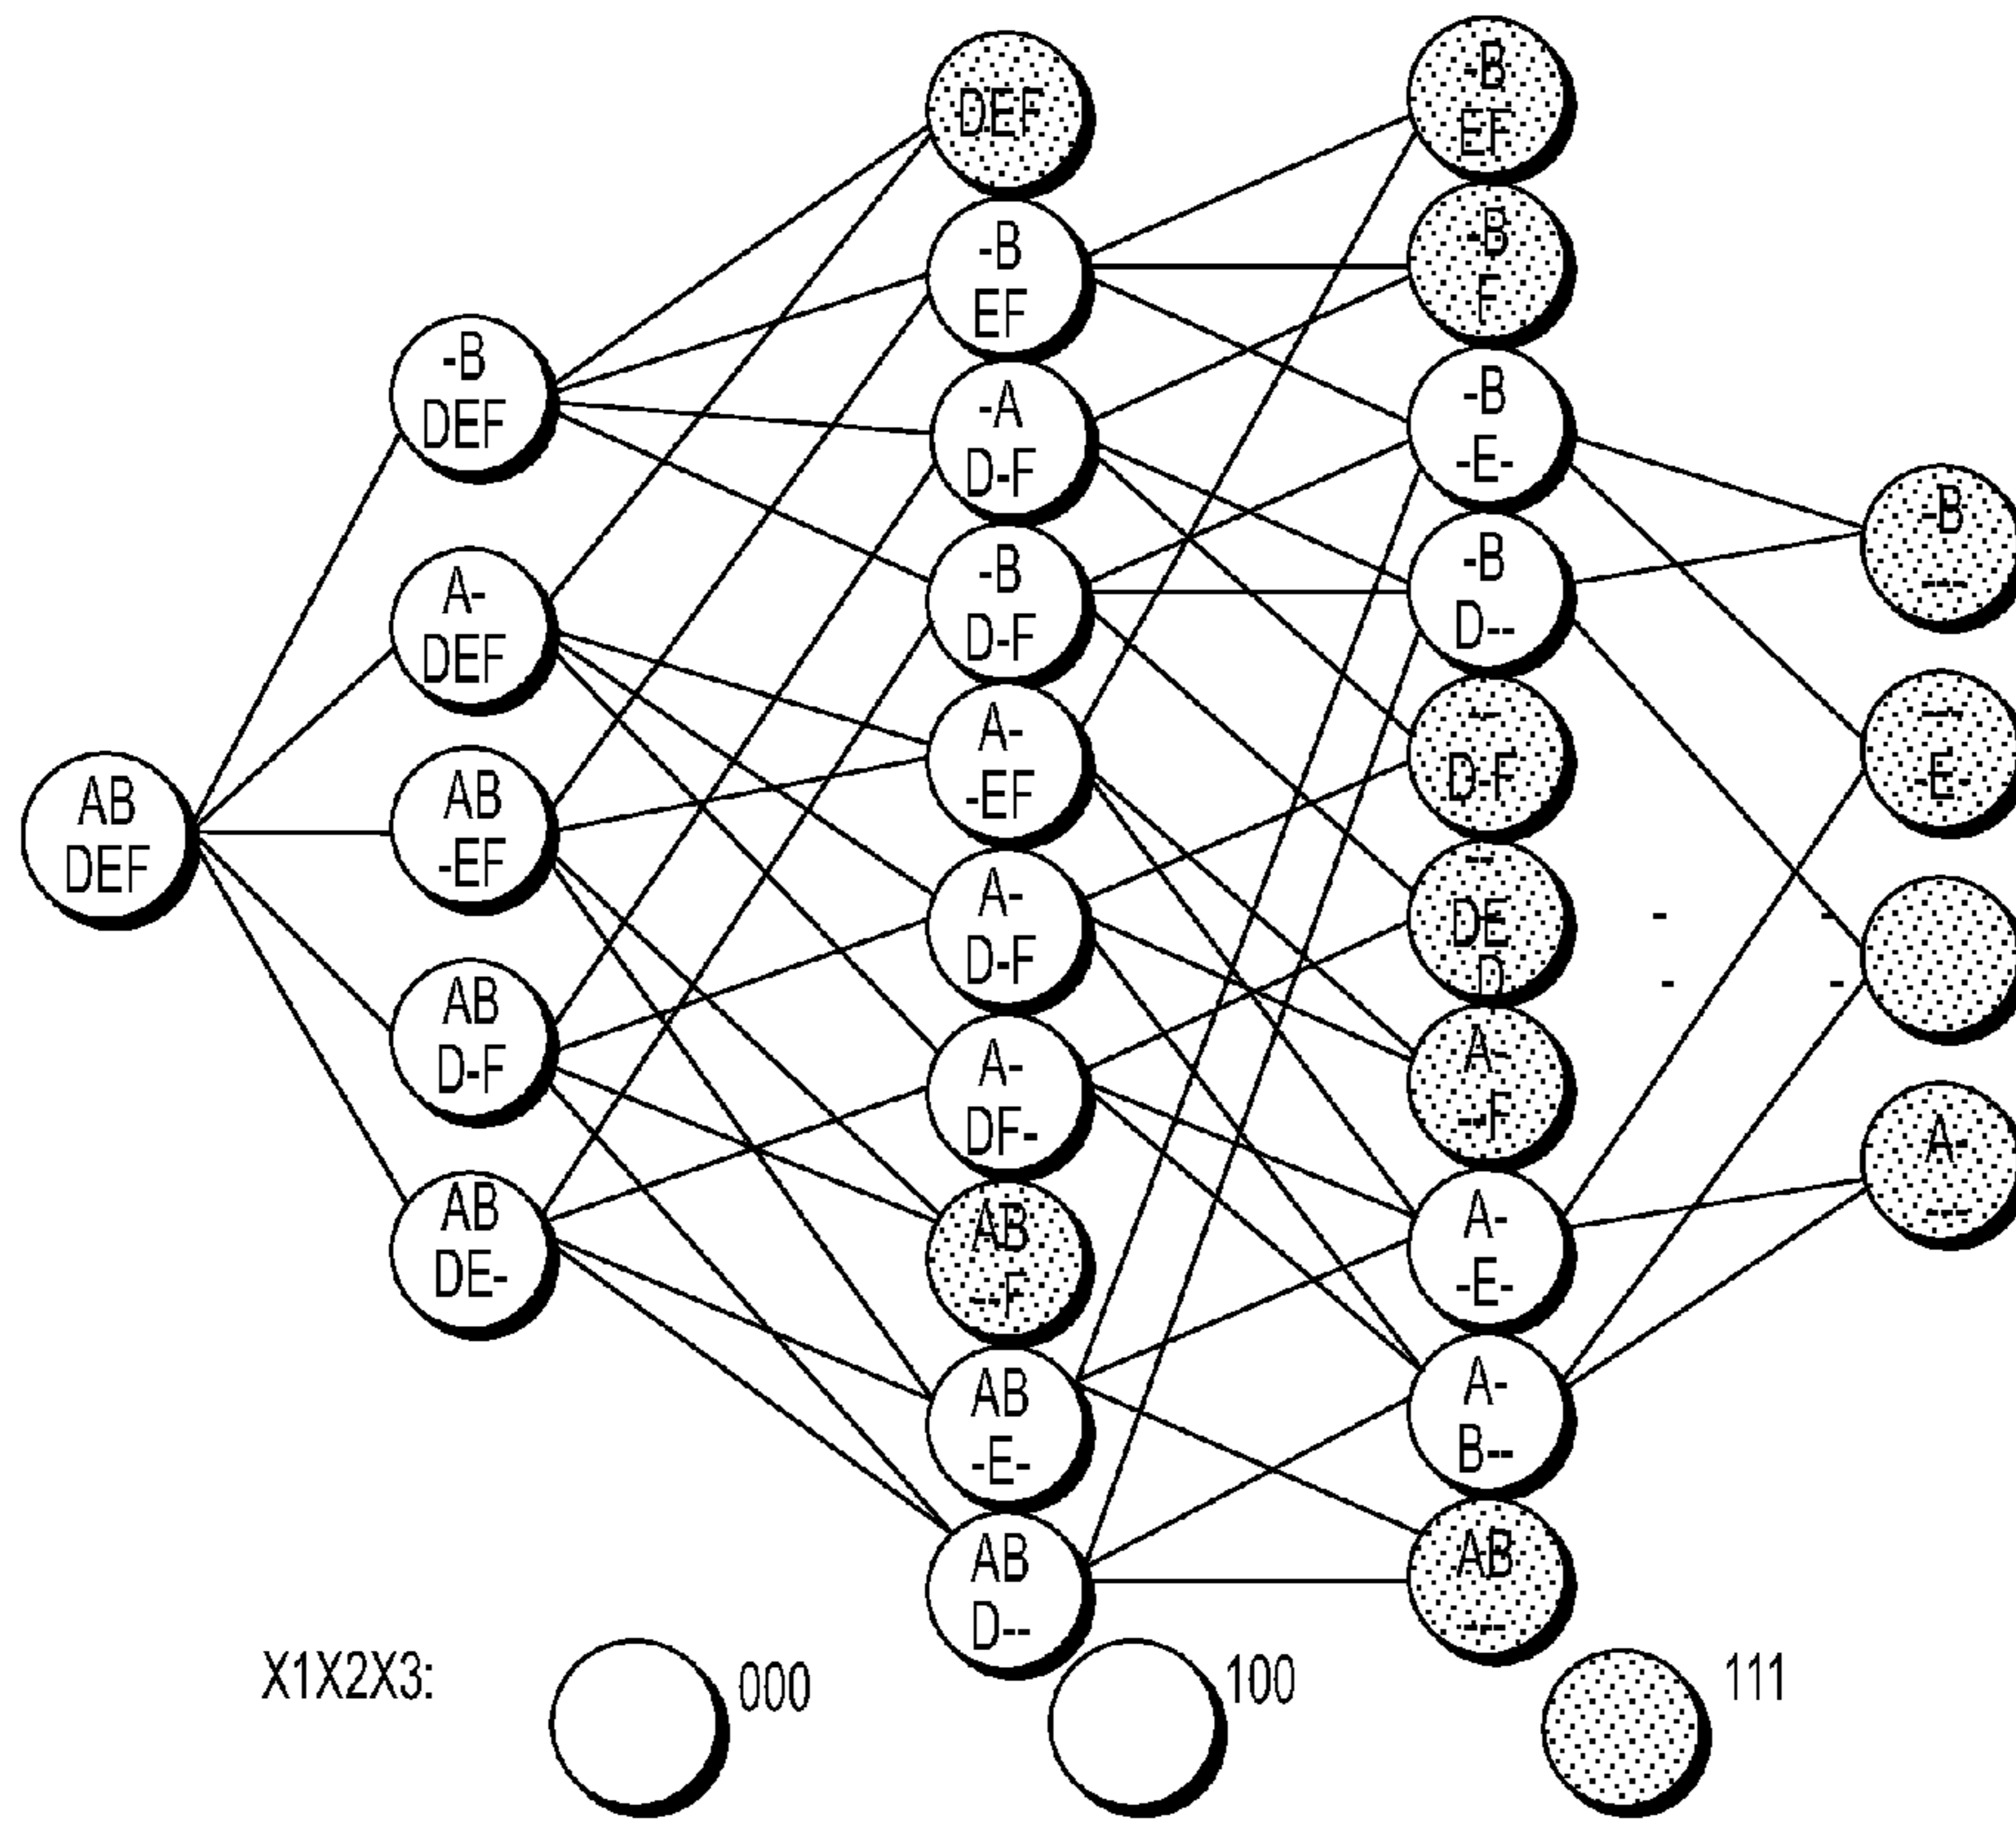 AB
DEF
-B
DEF
A-
DEF
AB
-EF
AB
D-F
AB
DE-
DEF
-B
EF
-A
D-F
-B
D-F
A-
-EF
A-
D-F
A-
DF-
AB
--F
AB
-E-
AB
D--
-B
EF
-B
F
-B
-E-
-B
D--
--
D-F
--
DE
D
A-
--F
A-
-E-
A-
B--
AB
---
- -
- -
-B
---
--
-E-
A-
---
X1X2X3:
000
100
111